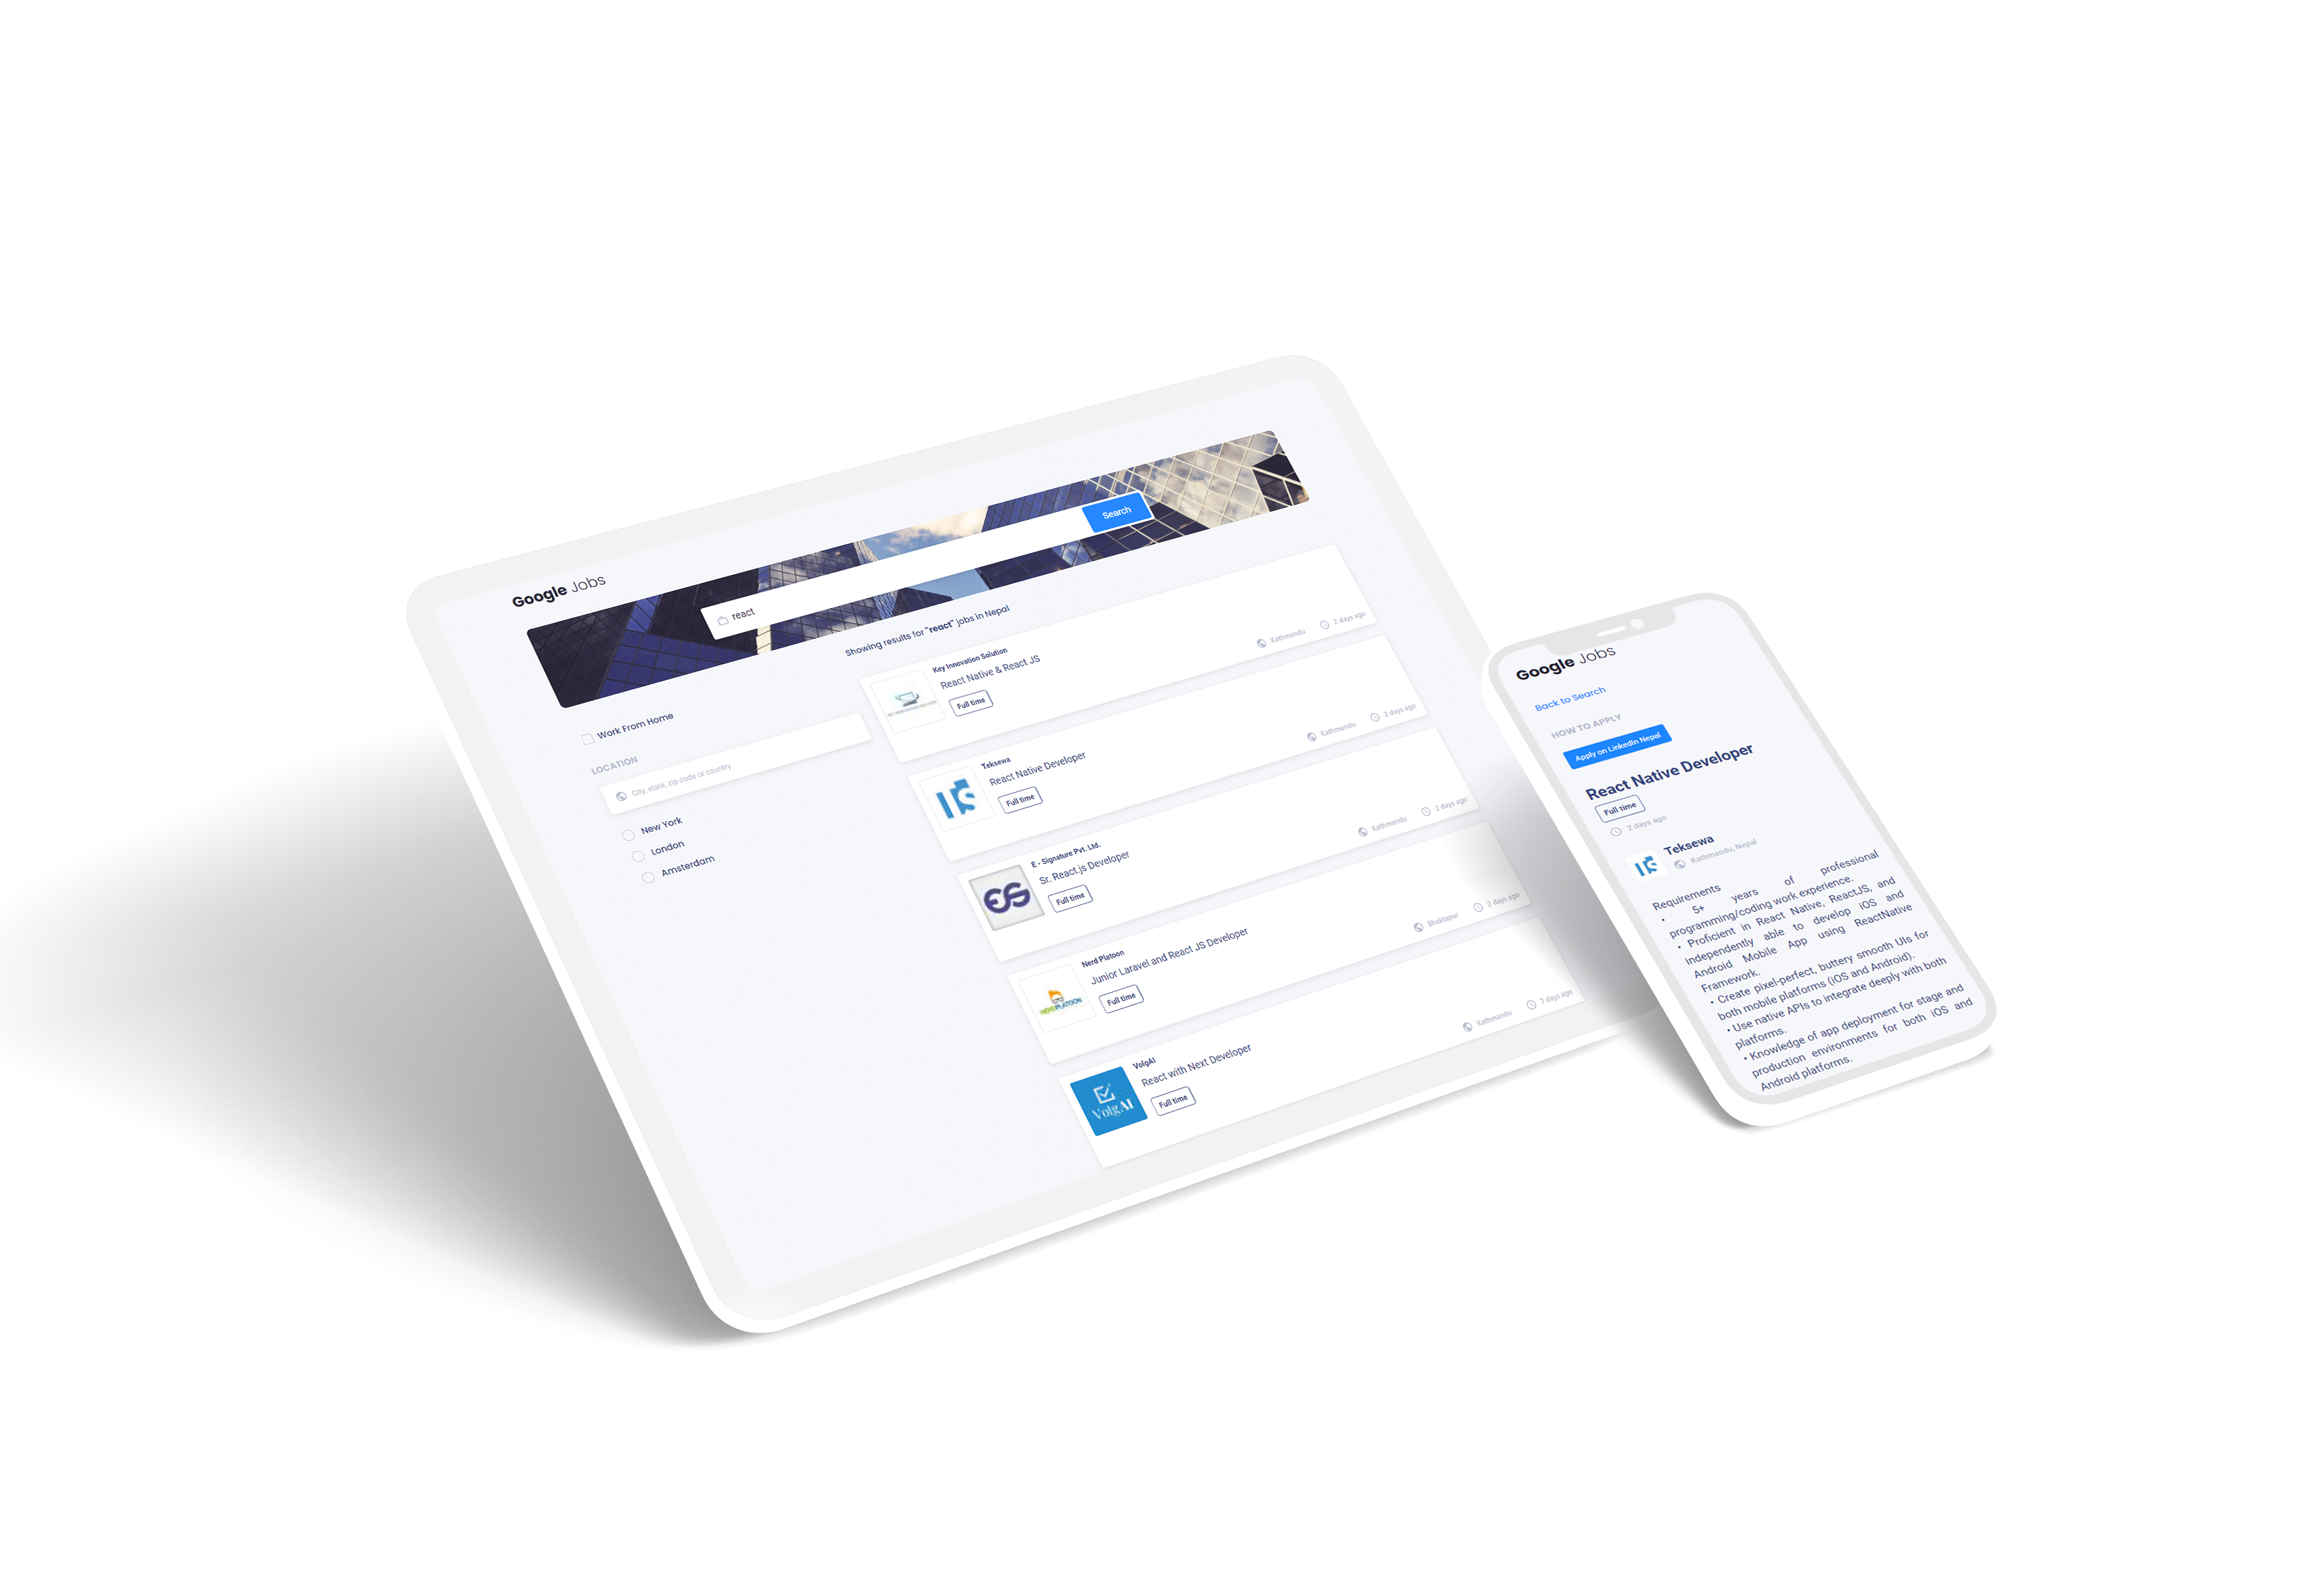 Google Jobs
react
Search
Showing results for "react" jobs in Nepal
Work From Home
LOCATION
City, state, zip code or country
New York
London
Amsterdam
Key Innovation Solution
React Native & React JS
Full time
Kathmandu
2 days ago
Teksewa
React Native Developer
Full time
Kathmandu
2 days ago
E - Signature Pvt. Ltd.
Sr. React.js Developer
Full time
Kathmandu
2 days ago
Nerd Platoon
Junior Laravel and React JS Developer
Full time
Bhaktapur
2 days ago
VolgAI
VolgAI
React with Next Developer
Full time
Kathmandu
7 days ago
Google Jobs
Back to Search
HOW TO APPLY
Apply on LinkedIn Nepal
React Native Developer
Full time
2 days ago
Teksewa
Kathmandu, Nepal
Requirements
• 5+ years of professional
programming/coding work experience.
• Proficient in React Native, ReactJS, and
independently able to develop iOS and
Android Mobile App using ReactNative
Framework.
• Create pixel-perfect, buttery smooth UIs for
both mobile platforms (iOS and Android).
• Use native APIs to integrate deeply with both
platforms.
• Knowledge of app deployment for stage and
production environments for both iOS and
Android platforms.